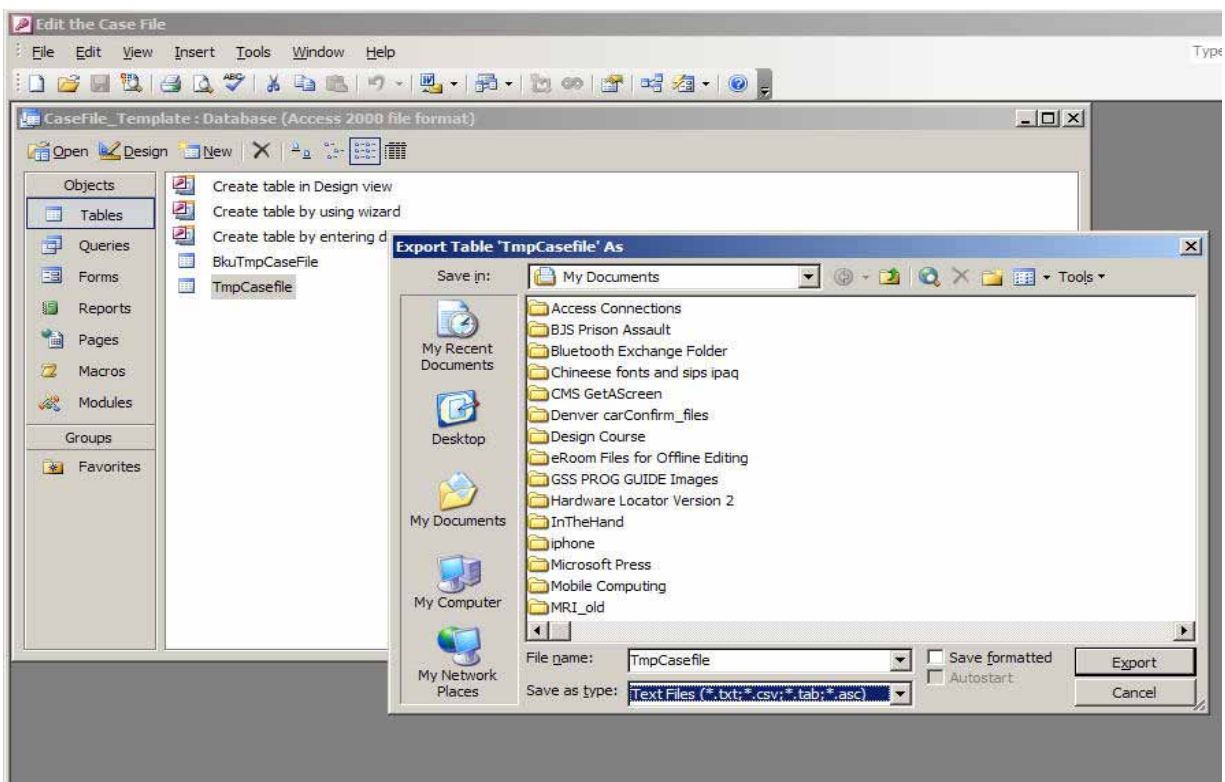 Edit the Case File
File Edit View Insert Tools Window Help
Type
CaseFile_Template : Database (Access 2000 file format)
Open Design New
Objects
Tables
Queries
Forms
Reports
Pages
Macros
Modules
Groups
Favorites
Create table in Design view
Create table by using wizard
Create table by entering d
BkuTmpCaseFile
TmpCasefile
Export Table 'TmpCasefile' As
Save in: My Documents Tools
My Recent
Documents
Desktop
My Documents
My Computer
My Network
Places
Access Connections
BJS Prison Assault
Bluetooth Exchange Folder
Chineese fonts and sips ipaq
CMS GetAScreen
Denver carConfirm_files
Design Course
eRoom Files for Offline Editing
GSS PROG GUIDE Images
Hardware Locator Version 2
InTheHand
iphone
Microsoft Press
Mobile Computing
MRI_old
File name: TmpCasefile Save formatted Export
Autostart
Save as type: Text Files (*.txt;*.csv;*.tab;*.asc) Cancel